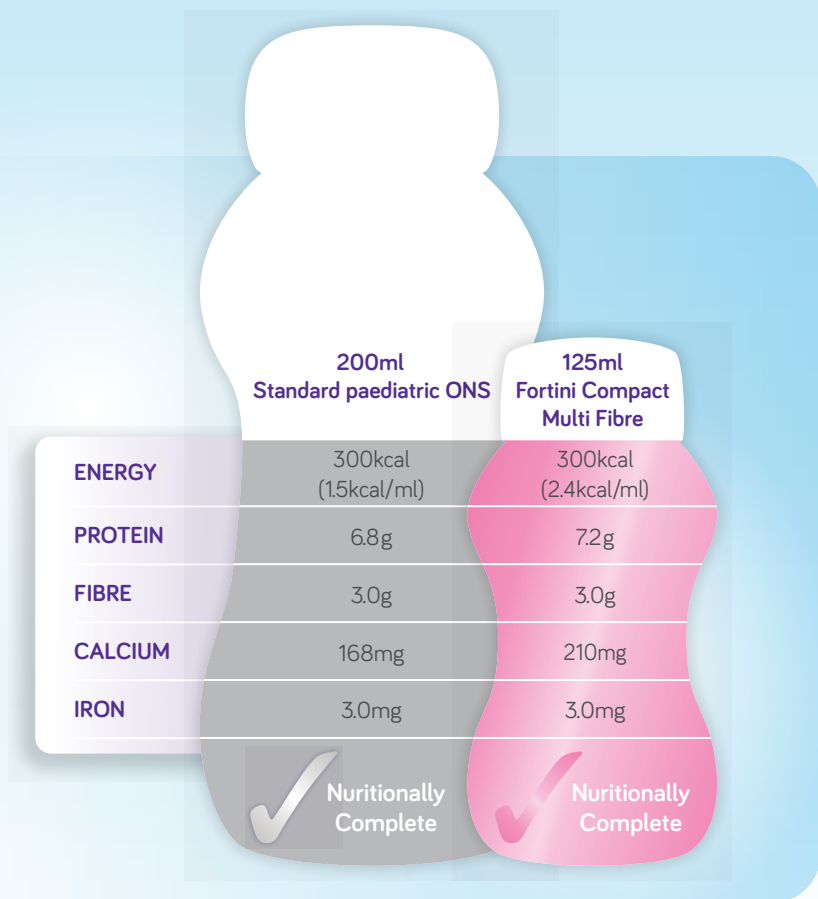 200ml
Standard paediatric ONS
125ml
Fortini Compact
Multi Fibre
ENERGY
300kcal
(1.5kcal/ml)
300kcal
(2.4kcal/ml)
PROTEIN
6.8g
7.2g
FIBRE
3.0g
3.0g
CALCIUM
168mg
210mg
IRON
3.0mg
3.0mg
Nuritionally
Complete
Nuritionally
Complete